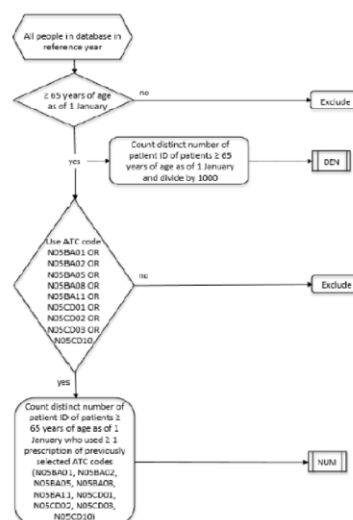 All people in database in
reference year
≥ 65 years of age
as of 1 January
no
Exclude
yes
Count distinct number of
patient ID of patients ≥ 65
years of age as of 1 January
and divide by 1000
DEN
Use ATC code
N05BA01 OR
N05BA02 OR
N05BA05 OR
N05BA08 OR
N05BA11 OR
N05CD01 OR
N05CD02 OR
N05CD03 OR
N05CD10
no
Exclude
yes
Count distinct number of
patient ID of patients ≥
65 years of age as of 1
January who used ≥ 1
prescription of previously
selected ATC codes
(N05BA01, N05BA02,
N05BA05, N05BA08,
N05BA11, N05CD01,
N05CD02, N05CD03,
N05CD10)
NUM